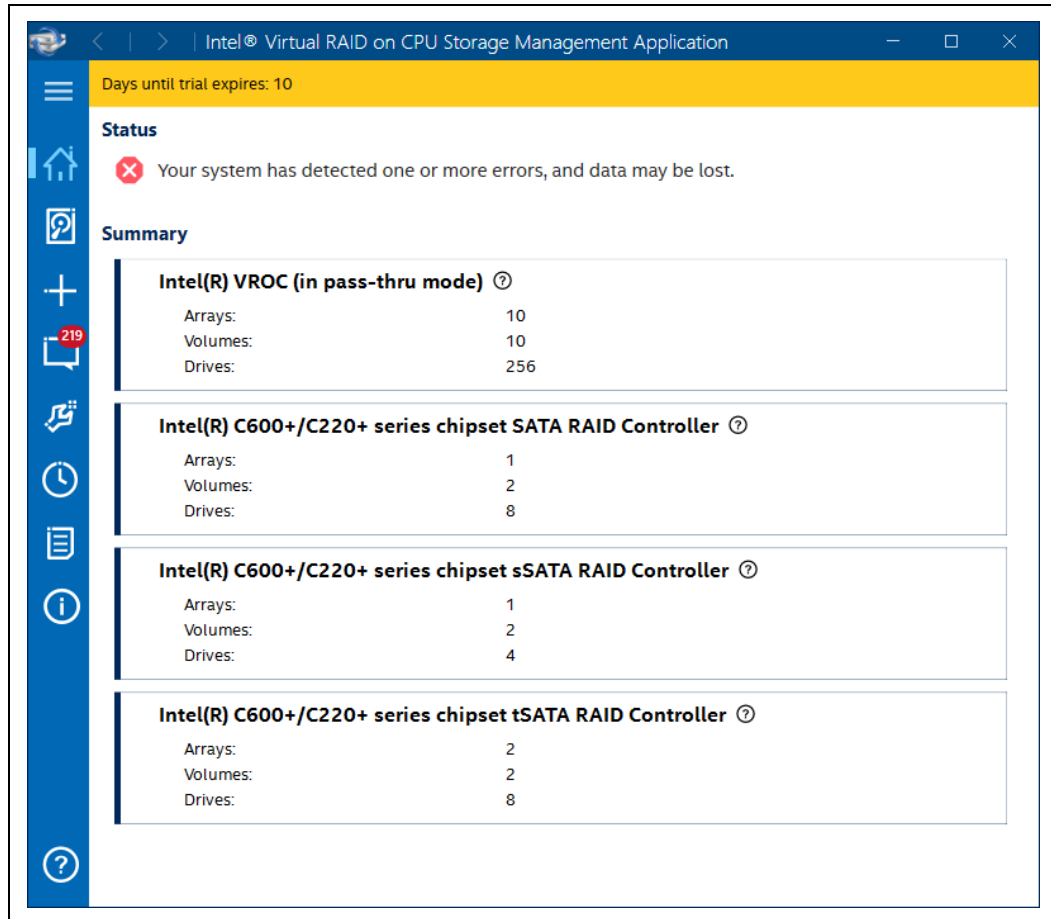 Intel® Virtual RAID on CPU Storage Management Application
Days until trial expires: 10
Status
Your system has detected one or more errors, and data may be lost.
219
Summary
Intel(R) VROC (in pass-thru mode) ?
Arrays: 10
Volumes: 10
Drives: 256
Intel(R) C600+/C220+ series chipset SATA RAID Controller ?
Arrays: 1
Volumes: 2
Drives: 8
Intel(R) C600+/C220+ series chipset sSATA RAID Controller ?
Arrays: 1
Volumes: 2
Drives: 4
Intel(R) C600+/C220+ series chipset tSATA RAID Controller ?
Arrays: 2
Volumes: 2
Drives: 8
?